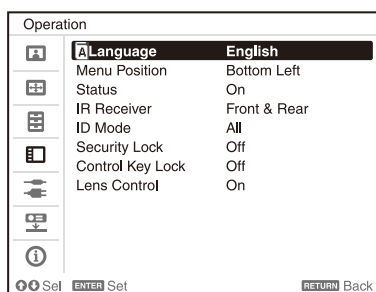 Operation
A Language English
Menu Position Bottom Left
Status On
IR Receiver Front & Rear
ID Mode All
Security Lock Off
Control Key Lock Off
Lens Control On
Sel ENTER Set RETURN Back